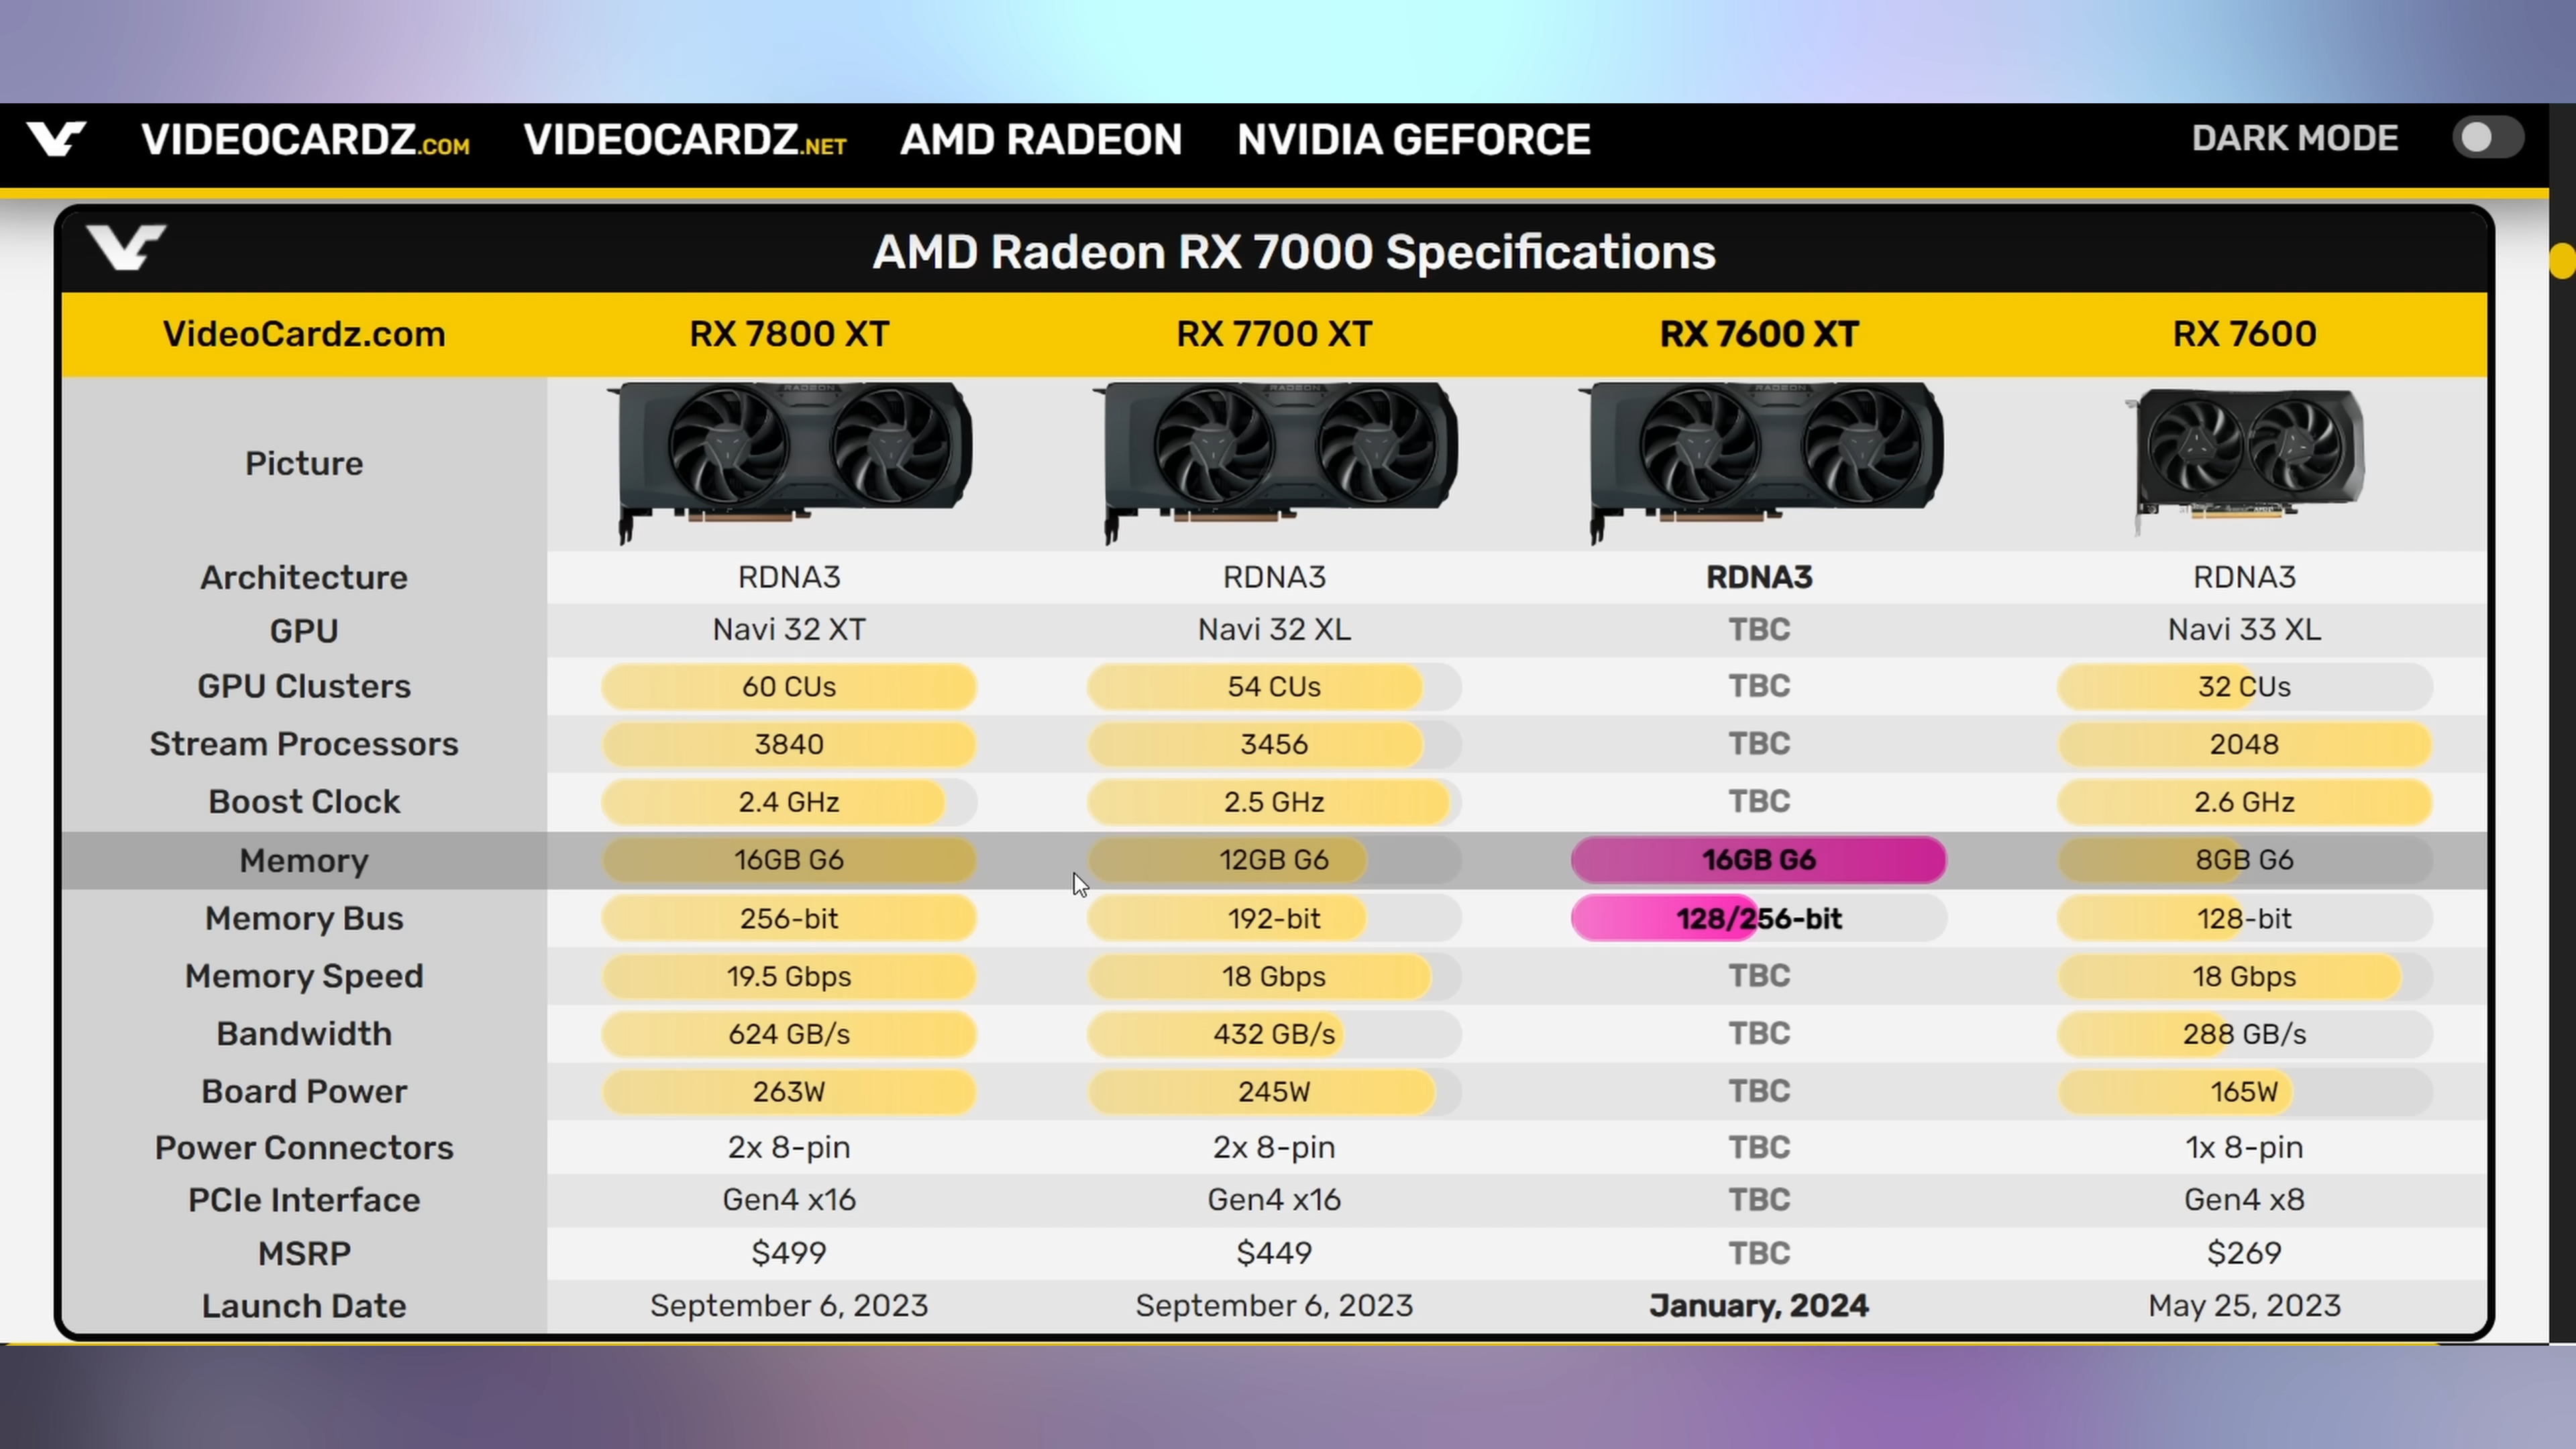 VIDEOCARDZ.COM VIDEOCARDZ.NET AMD RADEON NVIDIA GEFORCE DARK MODE
AMD Radeon RX 7000 Specifications
VideoCardz.com RX 7800 XT RX 7700 XT RX 7600 XT RX 7600
Picture
Architecture RDNA3 RDNA3 RDNA3 RDNA3
GPU Navi 32 XT Navi 32 XL TBC Navi 33 XL
GPU Clusters 60 CUs 54 CUs TBC 32 CUs
Stream Processors 3840 3456 TBC 2048
Boost Clock 2.4 GHz 2.5 GHz TBC 2.6 GHz
Memory 16GB G6 12GB G6 16GB G6 8GB G6
Memory Bus 256-bit 192-bit 128/256-bit 128-bit
Memory Speed 19.5 Gbps 18 Gbps TBC 18 Gbps
Bandwidth 624 GB/s 432 GB/s TBC 288 GB/s
Board Power 263W 245W TBC 165W
Power Connectors 2x 8-pin 2x 8-pin TBC 1x 8-pin
PCIe Interface Gen4 x16 Gen4 x16 TBC Gen4 x8
MSRP $499 $449 TBC $269
Launch Date September 6, 2023 September 6, 2023 January, 2024 May 25, 2023